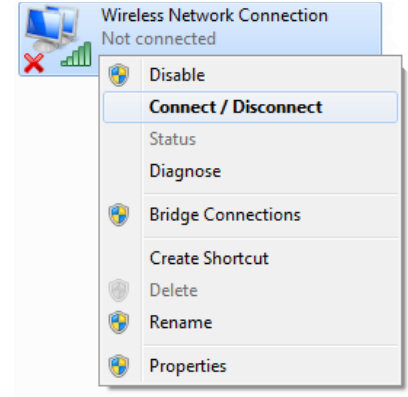 Wireless Network Connection
Not connected
Disable
Connect / Disconnect
Status
Diagnose
Bridge Connections
Create Shortcut
Delete
Rename
Properties